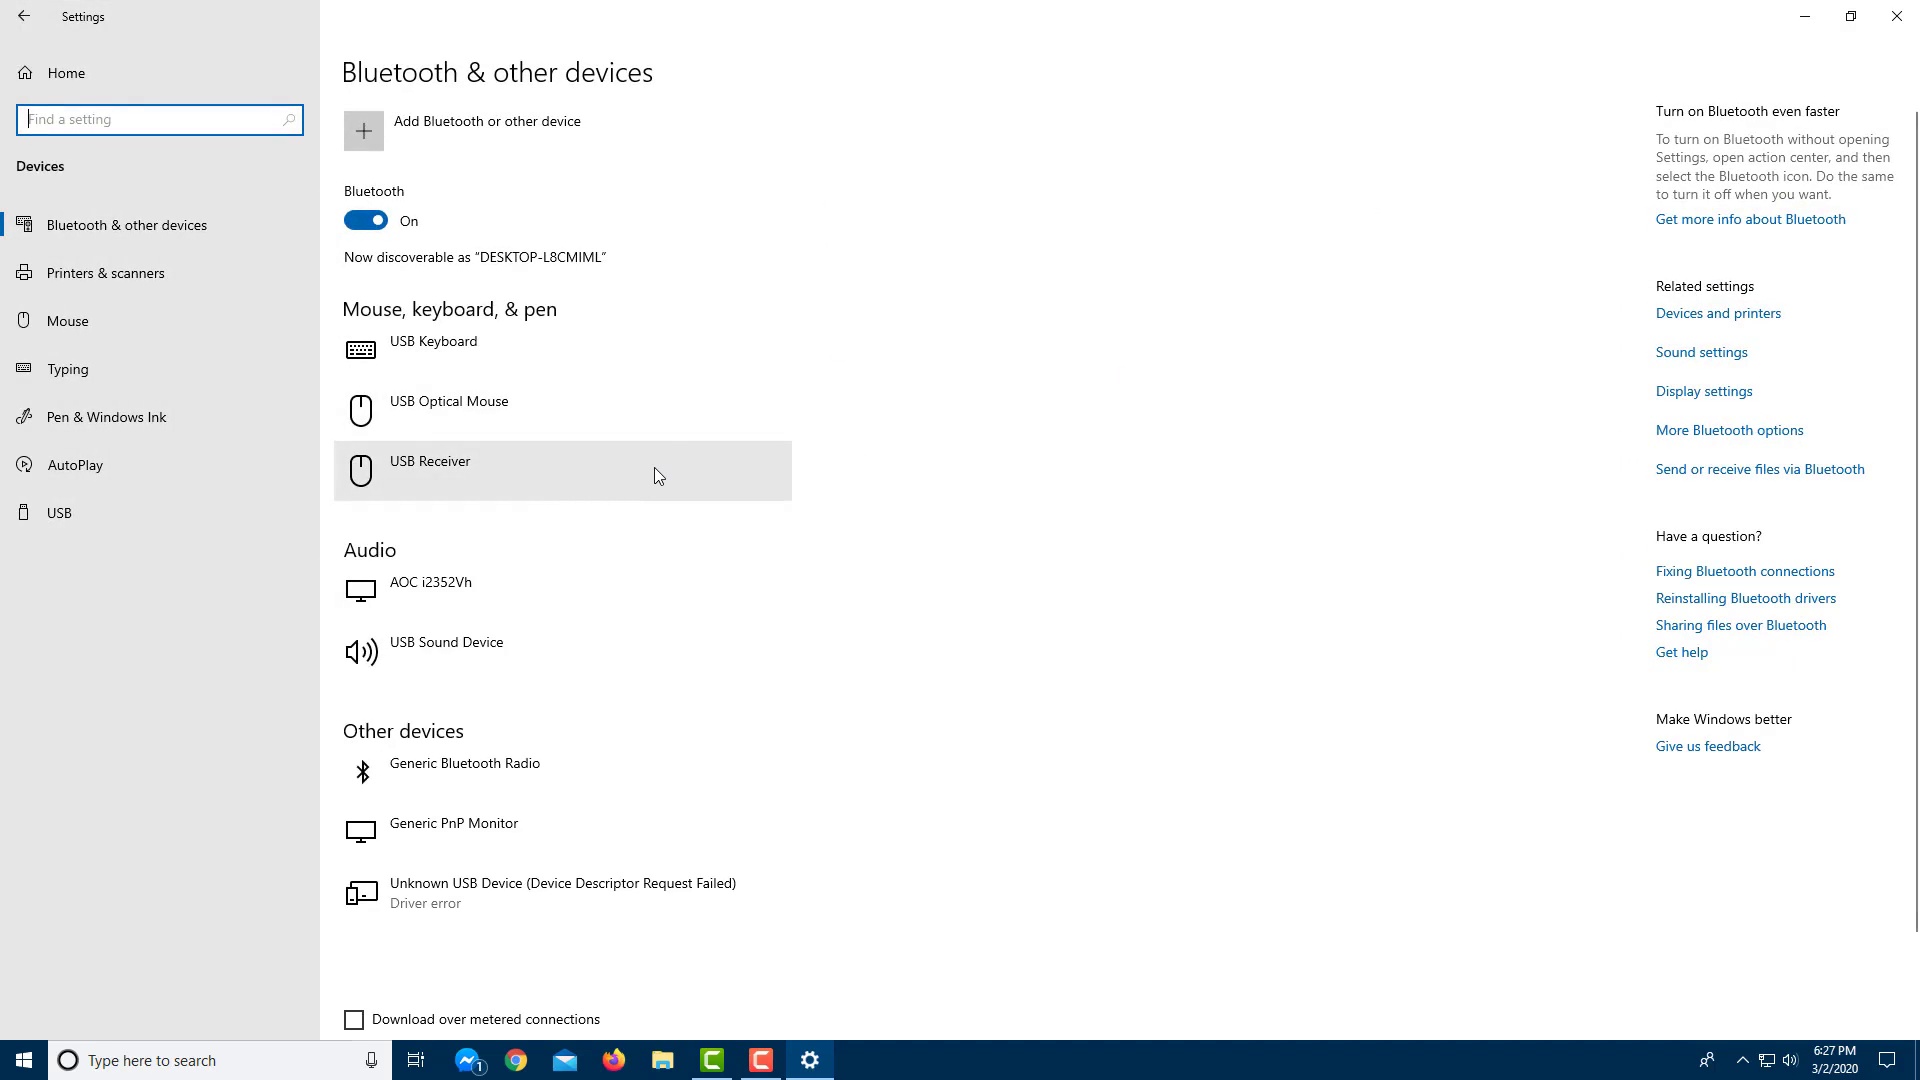 Settings
Home
Find a setting
Devices
Bluetooth & other devices
Printers & scanners
Mouse
Typing
Pen & Windows Ink
AutoPlay
USB
Bluetooth & other devices
Add Bluetooth or other device
Bluetooth
On
Now discoverable as “DESKTOP-L8CMIML”
Mouse, keyboard, & pen
USB Keyboard
USB Optical Mouse
USB Receiver
Audio
AOC i2352Vh
USB Sound Device
Other devices
Generic Bluetooth Radio
Generic PnP Monitor
Unknown USB Device (Device Descriptor Request Failed)
Driver error
Download over metered connections
Turn on Bluetooth even faster
To turn on Bluetooth without opening
Settings, open action center, and then
select the Bluetooth icon. Do the same
to turn it off when you want.
Get more info about Bluetooth
Related settings
Devices and printers
Sound settings
Display settings
More Bluetooth options
Send or receive files via Bluetooth
Have a question?
Fixing Bluetooth connections
Reinstalling Bluetooth drivers
Sharing files over Bluetooth
Get help
Make Windows better
Give us feedback
Type here to search
1
6:27 PM
3/2/2020